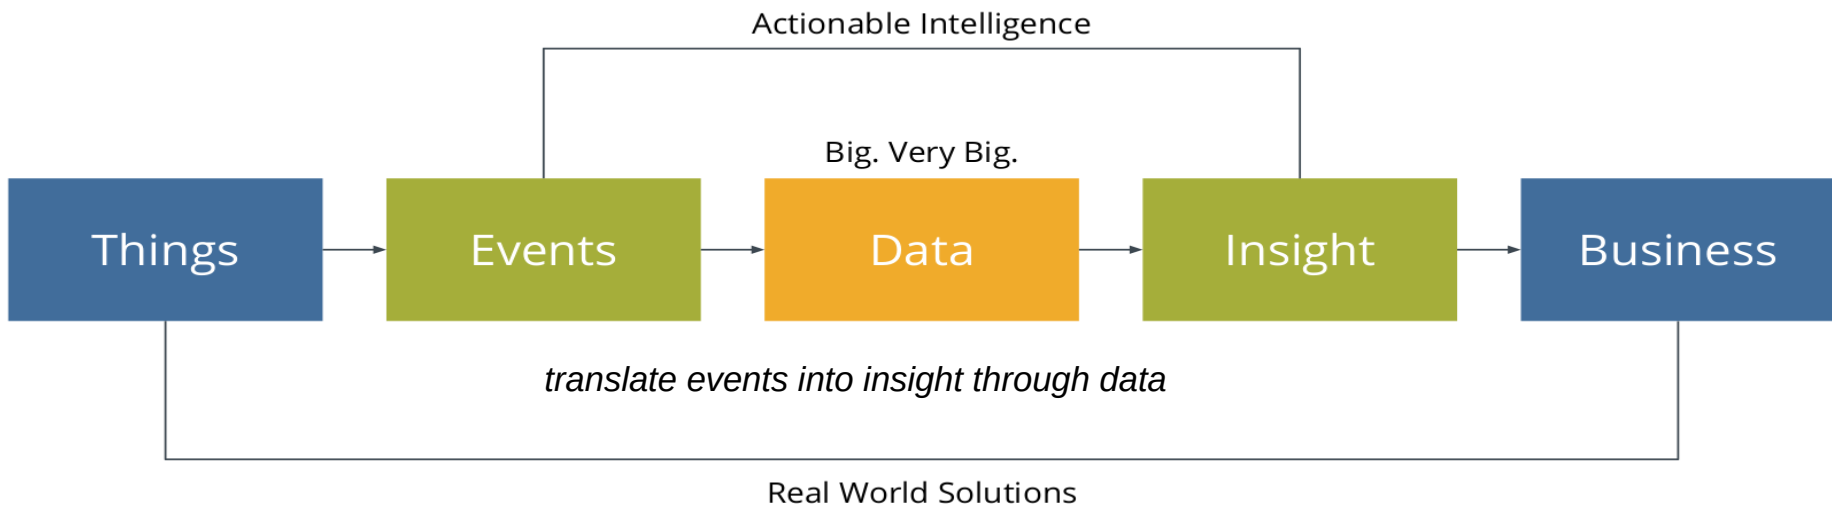 Actionable Intelligence
Big. Very Big.
Things
Events
Data
Insight
Business
translate events into insight through data
Real World Solutions